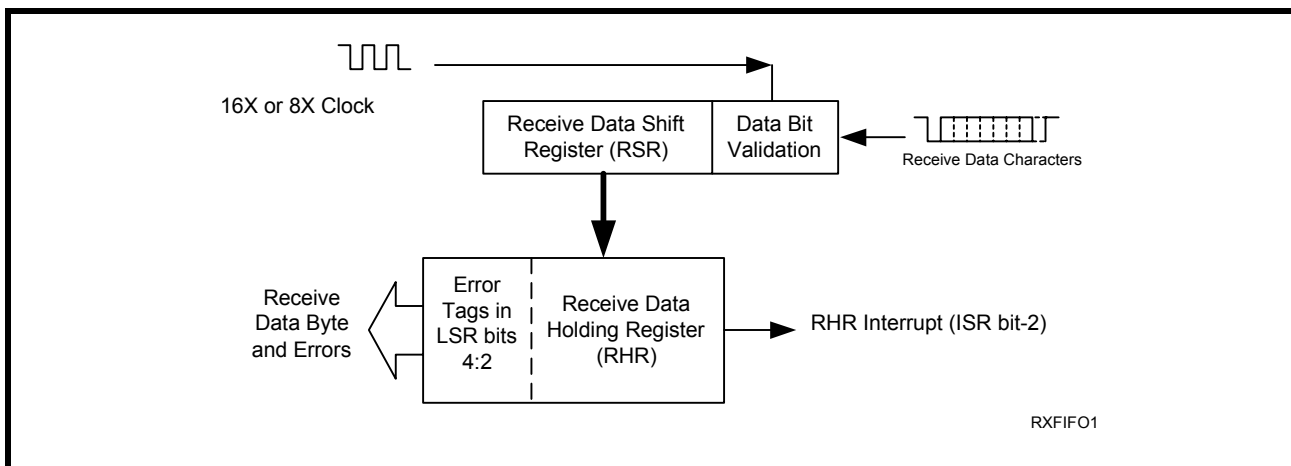 16X or 8X Clock
Receive Data Shift
Register (RSR)
Data Bit
Validation
Receive Data Characters
Receive
Data Byte
and Errors
Error
Tags in
LSR bits
4:2
Receive Data
Holding Register
(RHR)
RHR Interrupt (ISR bit-2)
RXFIFO1